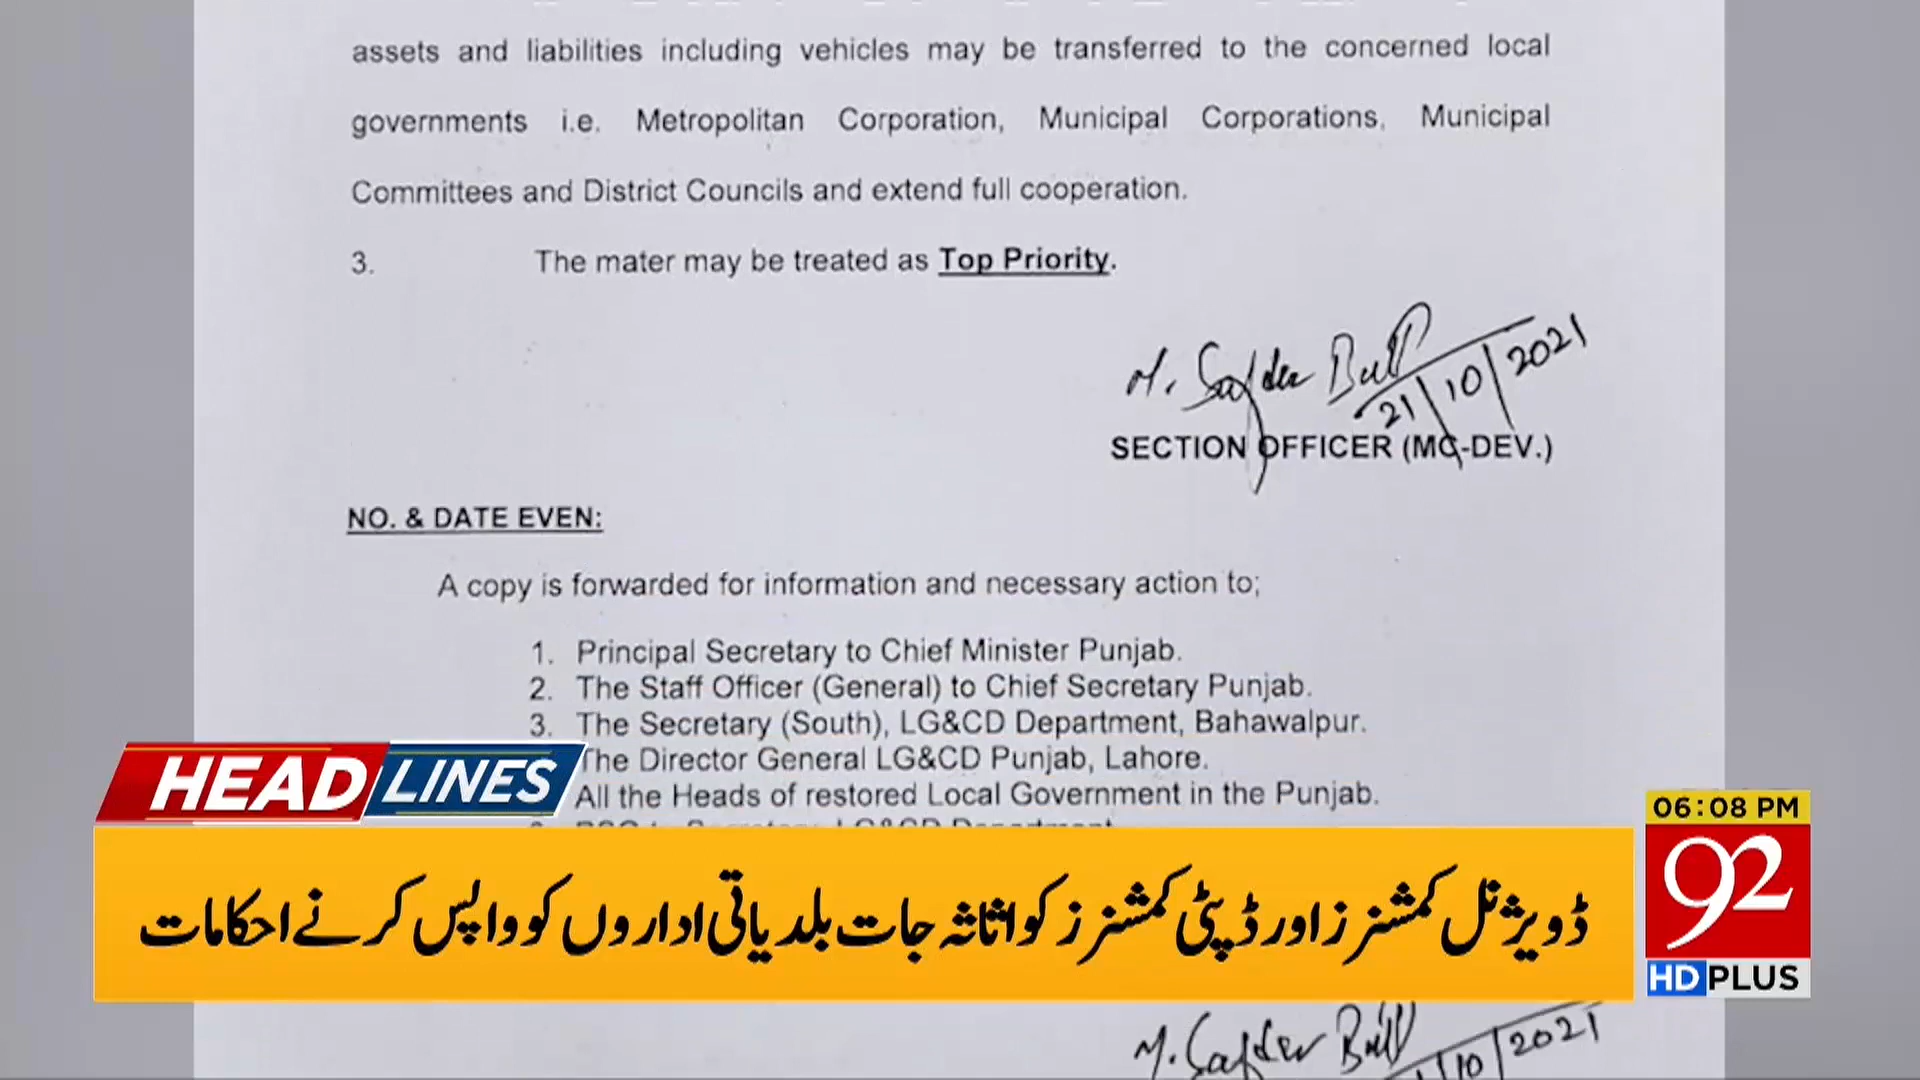 assets and liabilities including vehicles may be transferred to the concerned local
governments i.e. Metropolitan Corporation, Municipal Corporations, Municipal
Committees and District Councils and extend full cooperation.
3. The mater may be treated as Top Priority.
M. Safder Butt
21/10/2021
SECTION OFFICER (MC-DEV.)
NO. & DATE EVEN:
A copy is forwarded for information and necessary action to;
1. Principal Secretary to Chief Minister Punjab.
2. The Staff Officer (General) to Chief Secretary Punjab.
3. The Secretary (South), LG&CD Department, Bahawalpur.
The Director General LG&CD Punjab, Lahore.
All the Heads of restored Local Government in the Punjab.
HEAD LINES
06:08 PM
92
HD PLUS
ڈویژنل کمشنرز اور ڈپٹی کمشنرز کو اثاثہ جات بلدیاتی اداروں کو واپس کرنے احکامات
M. Safder Butt
/10/2021